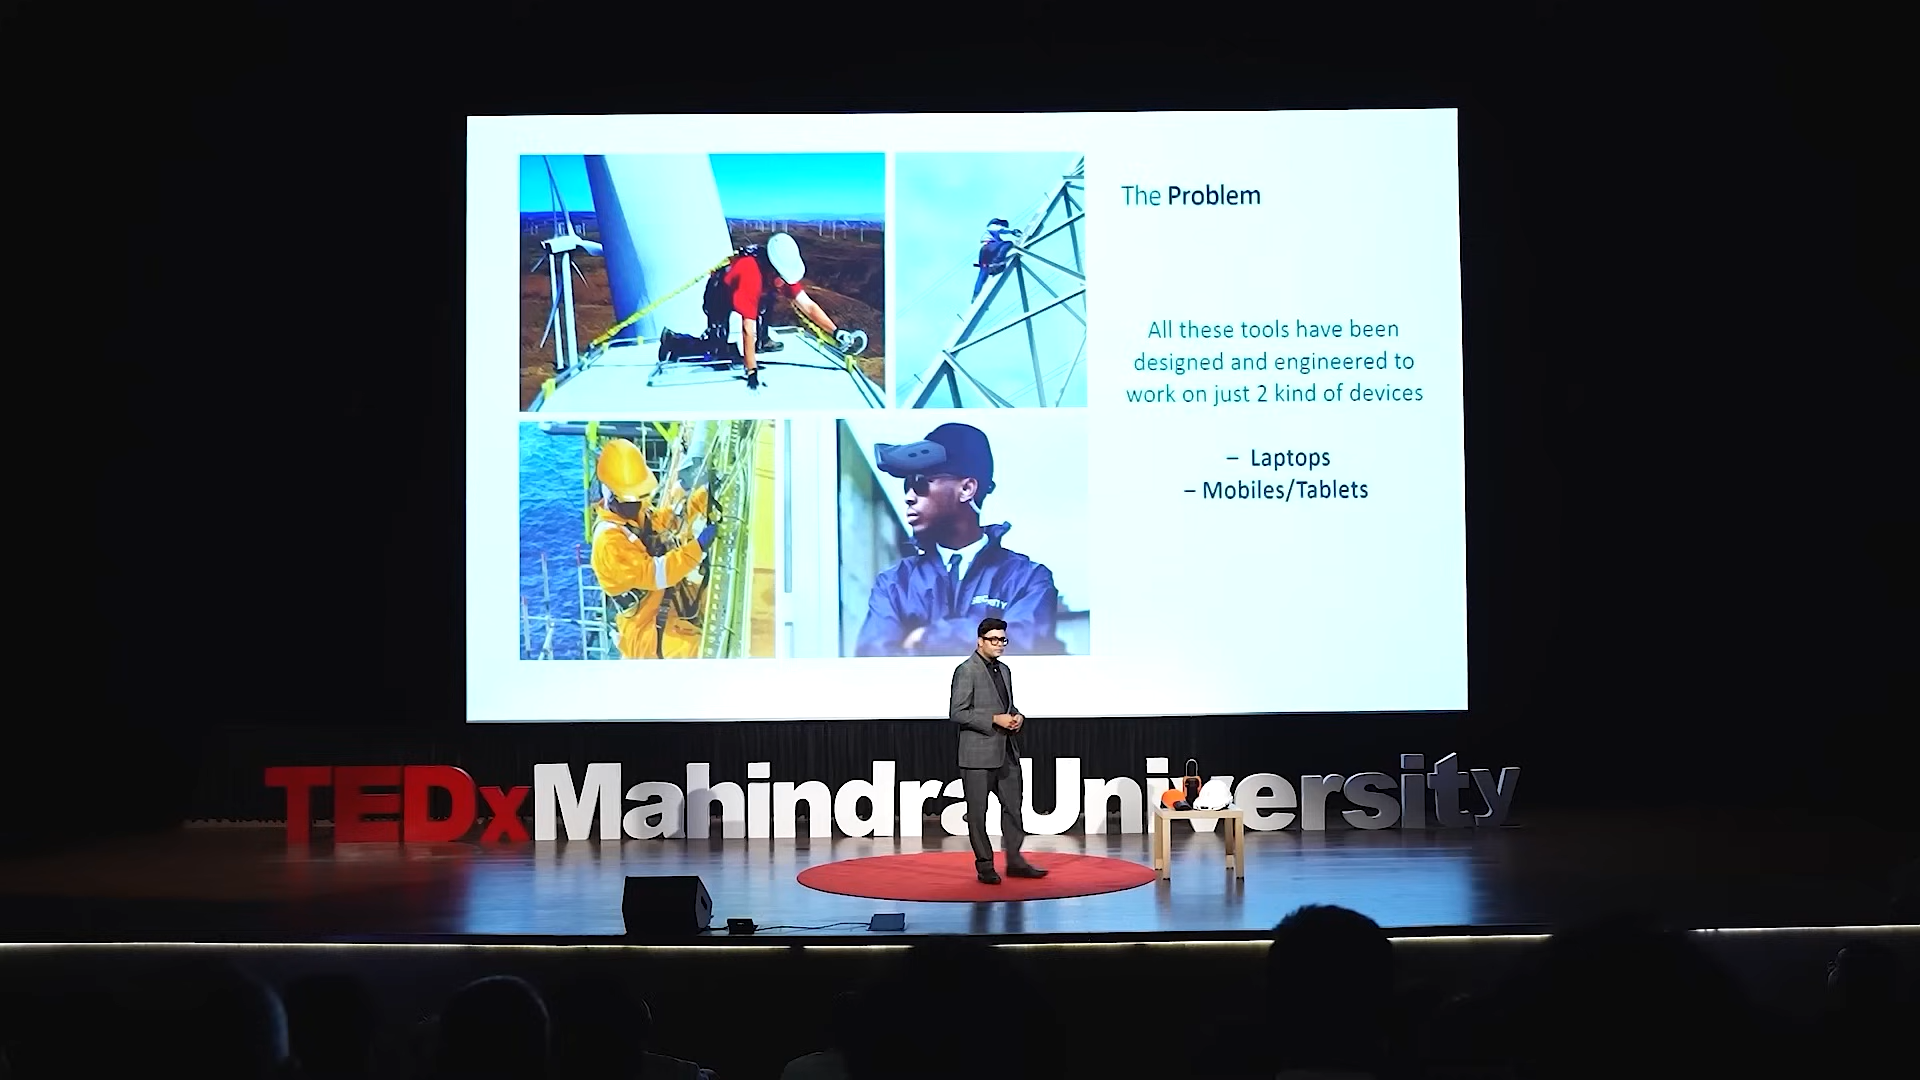 The Problem
All these tools have been
designed and engineered to
work on just 2 kind of devices
– Laptops
– Mobiles/Tablets
TEDxMahindraUniversity